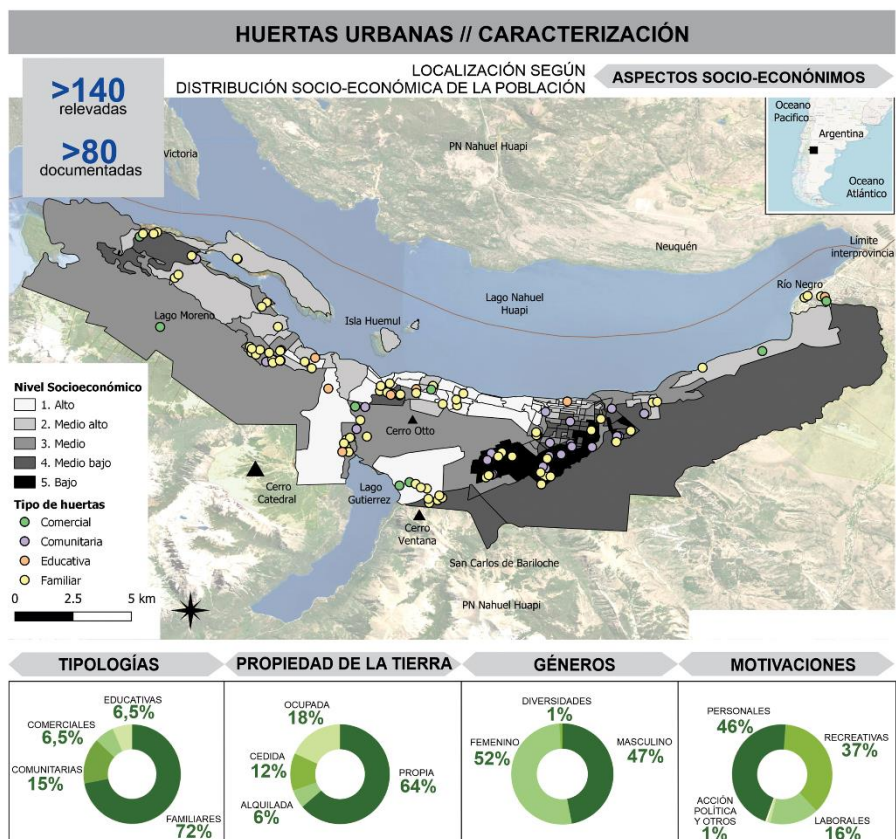 HUERTAS URBANAS // CARACTERIZACIÓN
>140
relevadas
>80
documentadas
LOCALIZACIÓN SEGÚN
DISTRIBUCIÓN SOCIO-ECONÓMICA DE LA POBLACIÓN
ASPECTOS SOCIO-ECONÓNIMOS
Oceano
Pacifico
Argentina
Oceano
Atlántico
Victoria
PN Nahuel Huapi
Neuquén
Límite
interprovincia
Río Negro
Lago Nahuel
Huapi
Lago Moreno
Isla Huemul
Cerro Otto
Cerro
Catedral
Lago
Gutierrez
Cerro
Ventana
San Carlos de Bariloche
PN Nahuel Huapi
Nivel Socioeconómico
1. Alto
2. Medio alto
3. Medio
4. Medio bajo
5. Bajo
Tipo de huertas
Comercial
Comunitaria
Educativa
Familiar
0 2.5 5 km
TIPOLOGÍAS
EDUCATIVAS
6,5%
COMERCIALES
6,5%
COMUNITARIAS
15%
FAMILIARES
72%
PROPIEDAD DE LA TIERRA
OCUPADA
18%
CEDIDA
12%
ALQUILADA
6%
PROPIA
64%
GÉNEROS
DIVERSIDADES
1%
FEMENINO
52%
MASCULINO
47%
MOTIVACIONES
PERSONALES
46%
RECREATIVAS
37%
ACCIÓN
POLÍTICA
Y OTROS
1%
LABORALES
16%